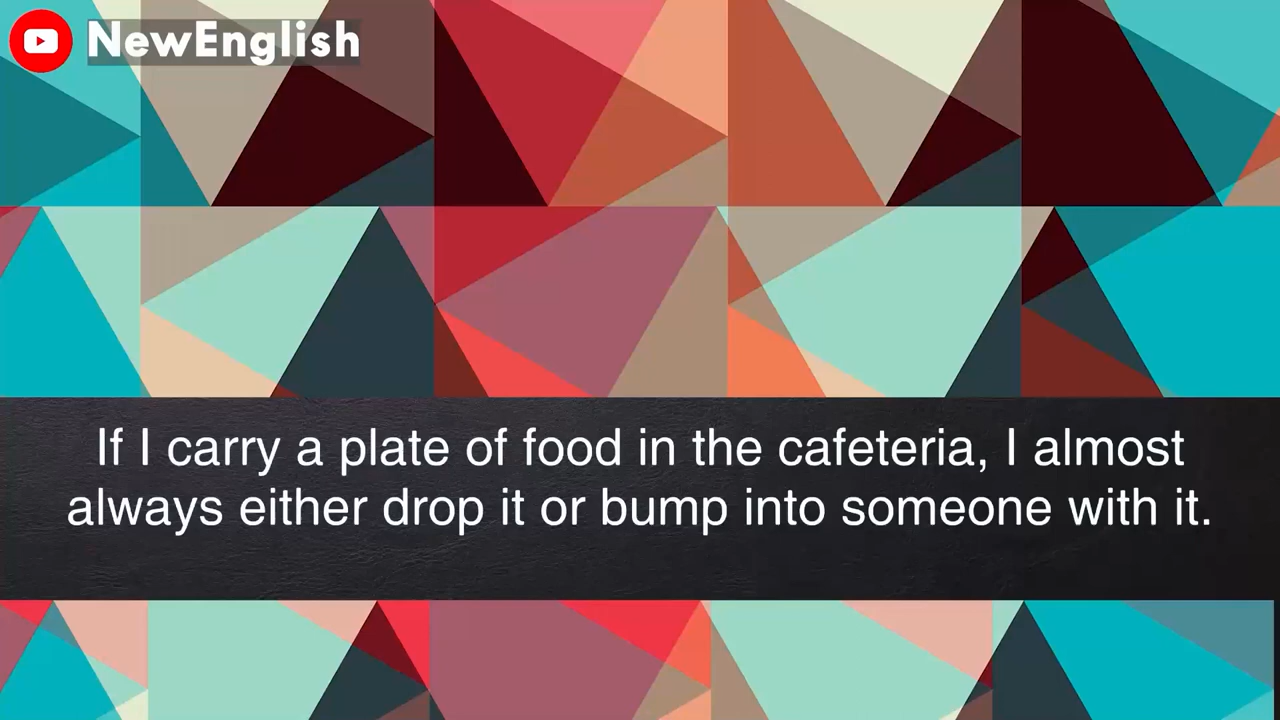 NewEnglish
If I carry a plate of food in the cafeteria, I almost
always either drop it or bump into someone with it.